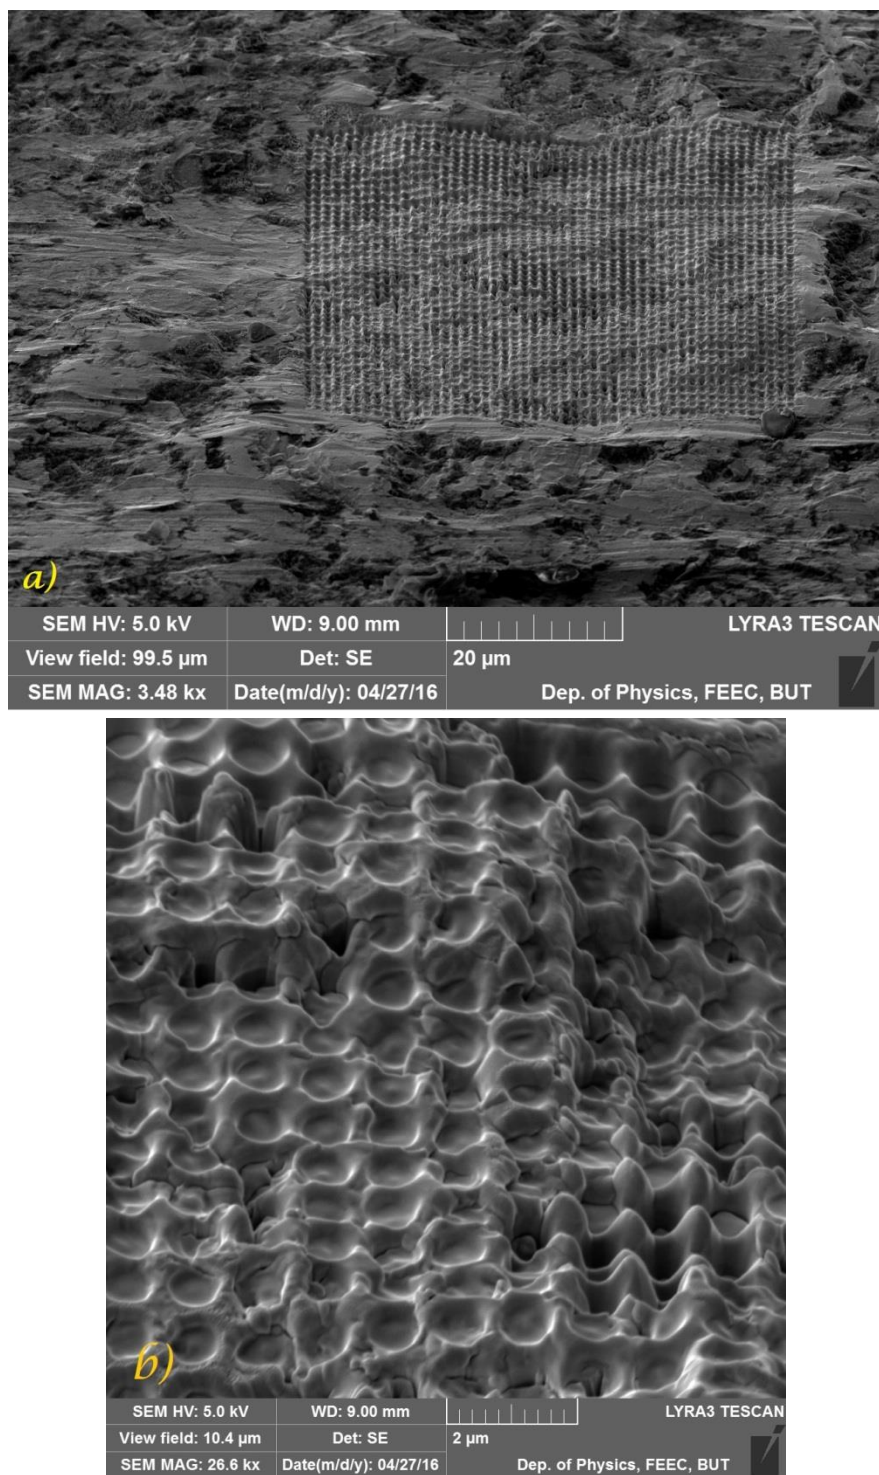 a)
SEM HV: 5.0 kV WD: 9.00 mm LYRA3 TESCAN
View field: 99.5 µm Det: SE 20 µm
SEM MAG: 3.48 kx Date(m/d/y): 04/27/16 Dep. of Physics, FEEC, BUT
b)
SEM HV: 5.0 kV WD: 9.00 mm LYRA3 TESCAN
View field: 10.4 µm Det: SE 2 µm
SEM MAG: 26.6 kx Date(m/d/y): 04/27/16 Dep. of Physics, FEEC, BUT